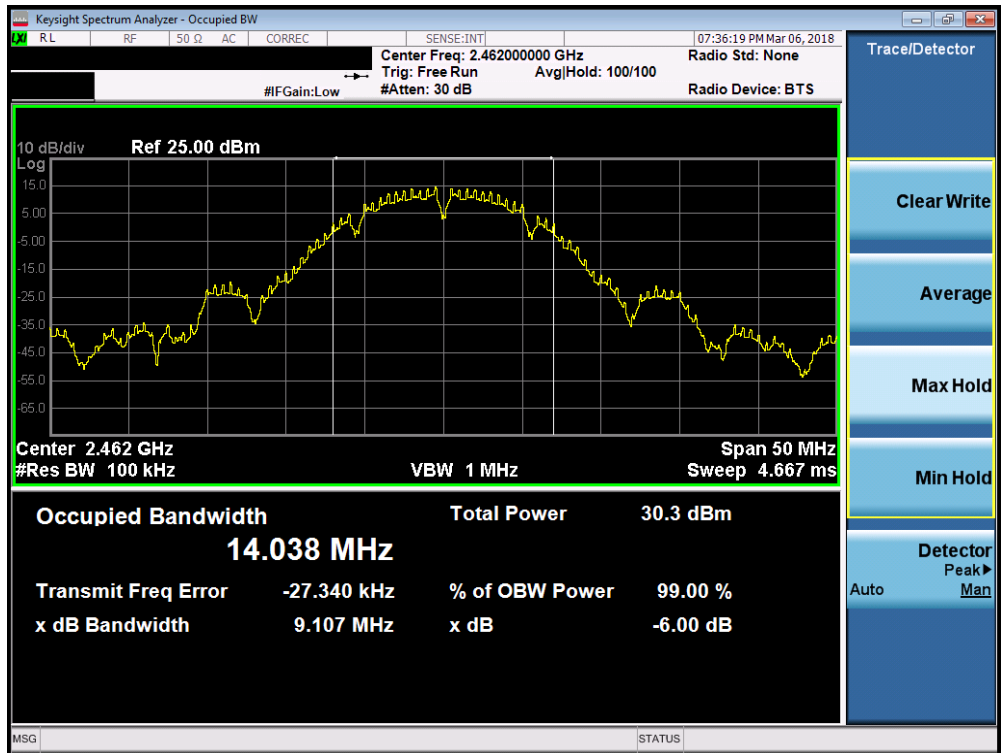 Keysight Spectrum Analyzer - Occupied BW
LXI RL RF 50 Ω AC CORREC SENSE:INT 07:36:19 PM Mar 06, 2018
Center Freq: 2.462000000 GHz Radio Std: None
Trig: Free Run Avg|Hold: 100/100
#IFGain:Low #Atten: 30 dB Radio Device: BTS
Trace/Detector
10 dB/div Ref 25.00 dBm
Log
15.0
5.00
-5.00
-15.0
-25.0
-35.0
-45.0
-55.0
-65.0
Center 2.462 GHz Span 50 MHz
#Res BW 100 kHz VBW 1 MHz Sweep 4.667 ms
Occupied Bandwidth Total Power 30.3 dBm
14.038 MHz
Transmit Freq Error -27.340 kHz % of OBW Power 99.00 %
x dB Bandwidth 9.107 MHz x dB -6.00 dB
Clear Write
Average
Max Hold
Min Hold
Detector
Peak▶
Auto Man
MSG STATUS